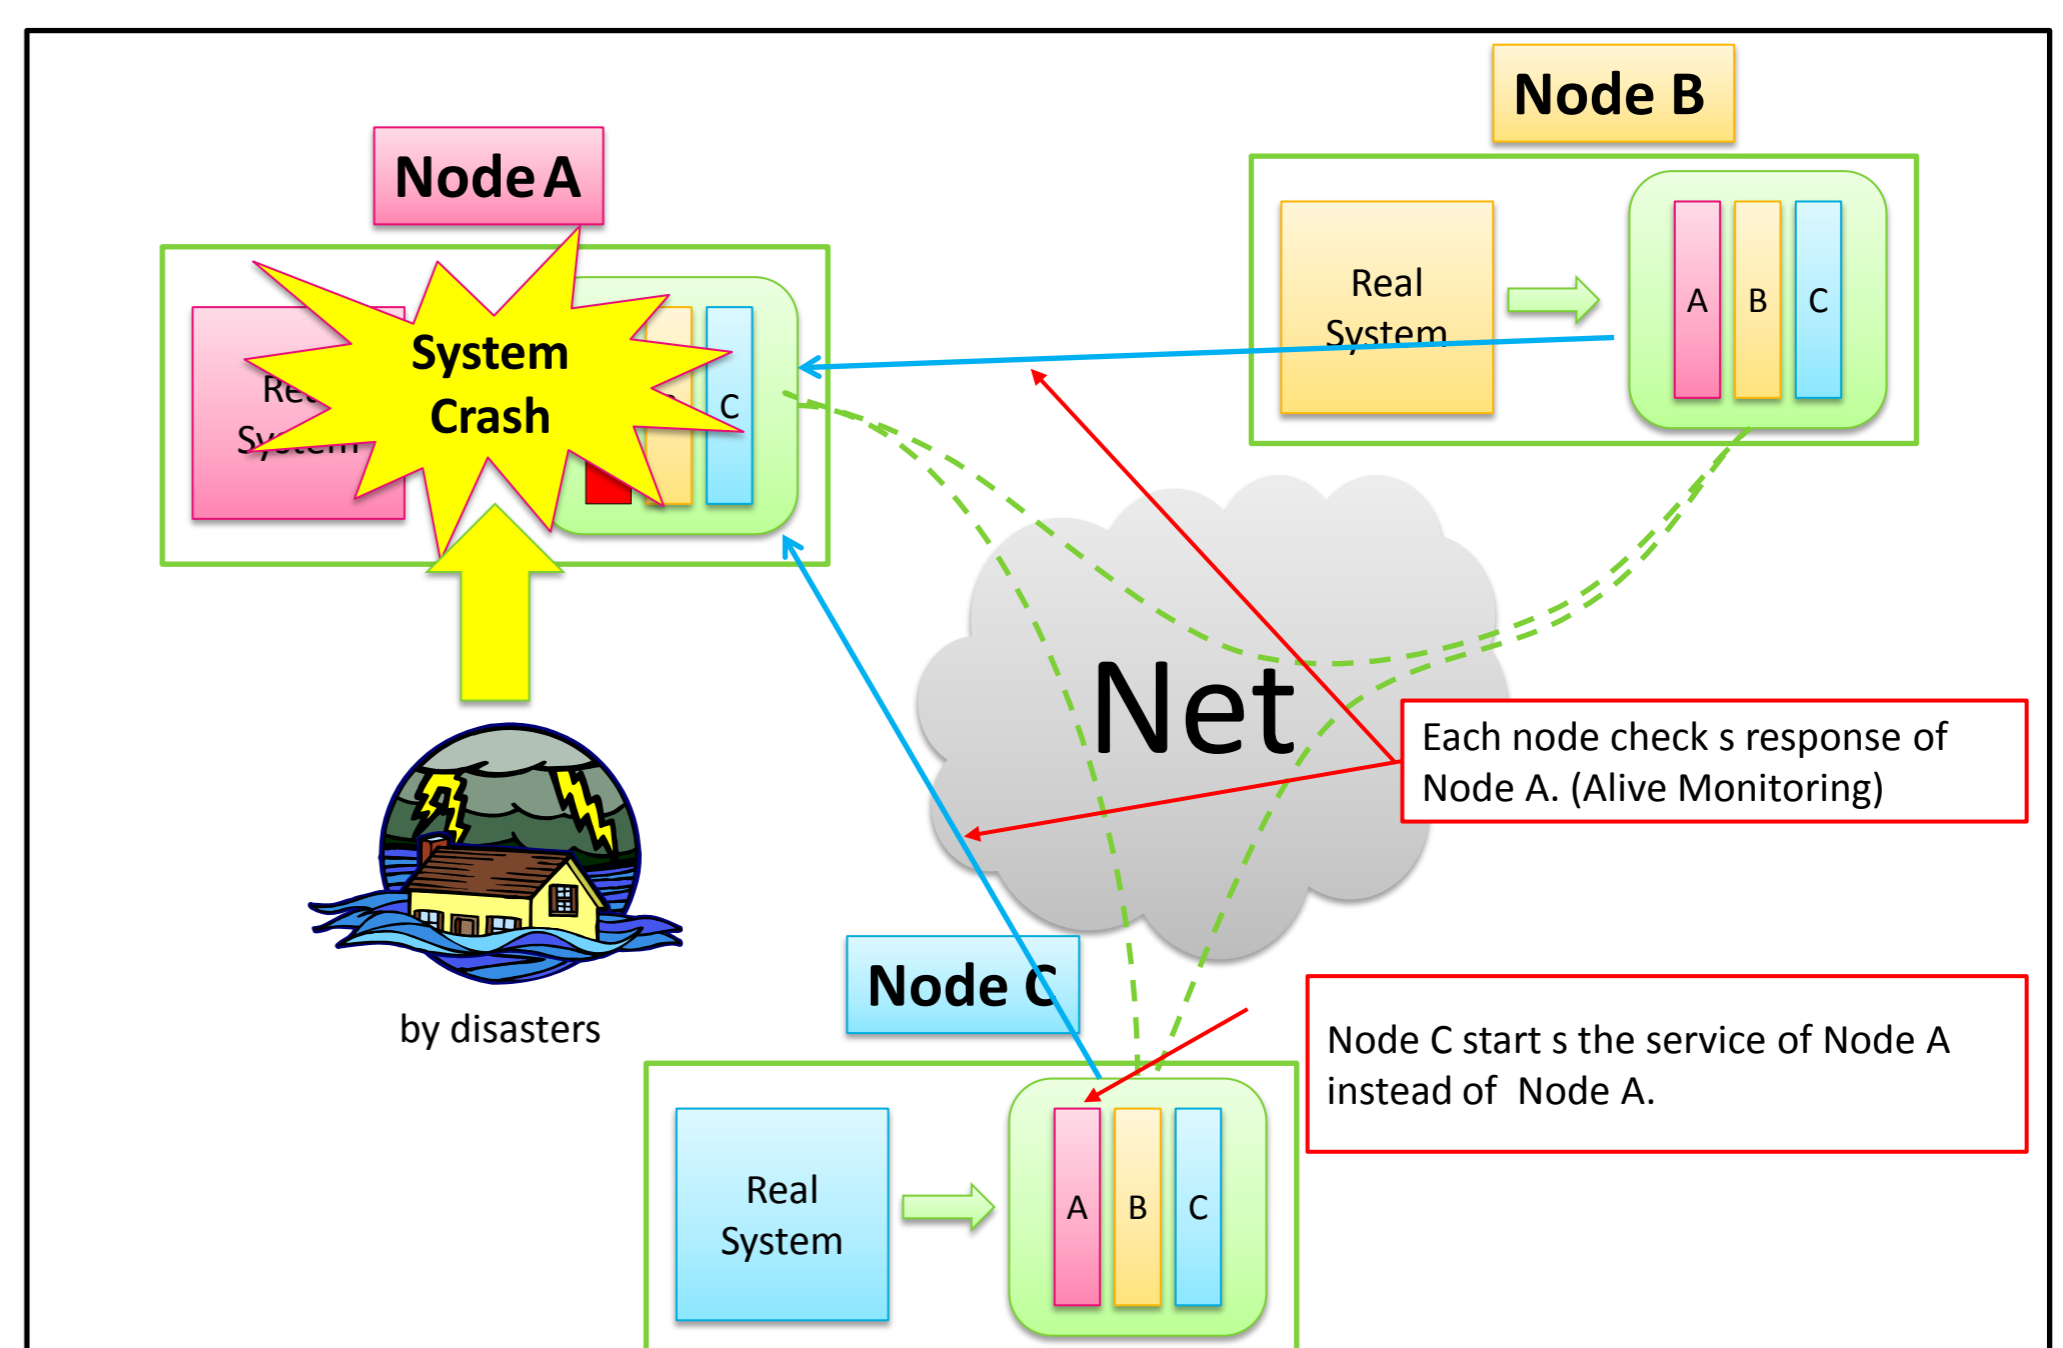 Node B
Node A
Real
System
A B C
System
Crash
C
Net
Each node check s response of
Node A. (Alive Monitoring)
by disasters
Node C
Node C start s the service of Node A
instead of  Node A.
Real
System
A B C